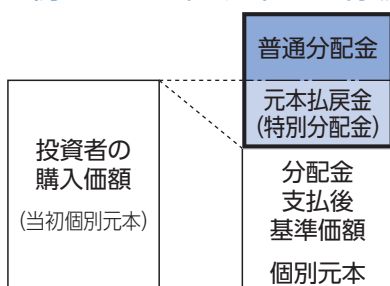 普通分配金
元本払戻金
(特別分配金)
投資者の
購入価額
(当初個別元本)
分配金
支払後
基準価額
個別元本